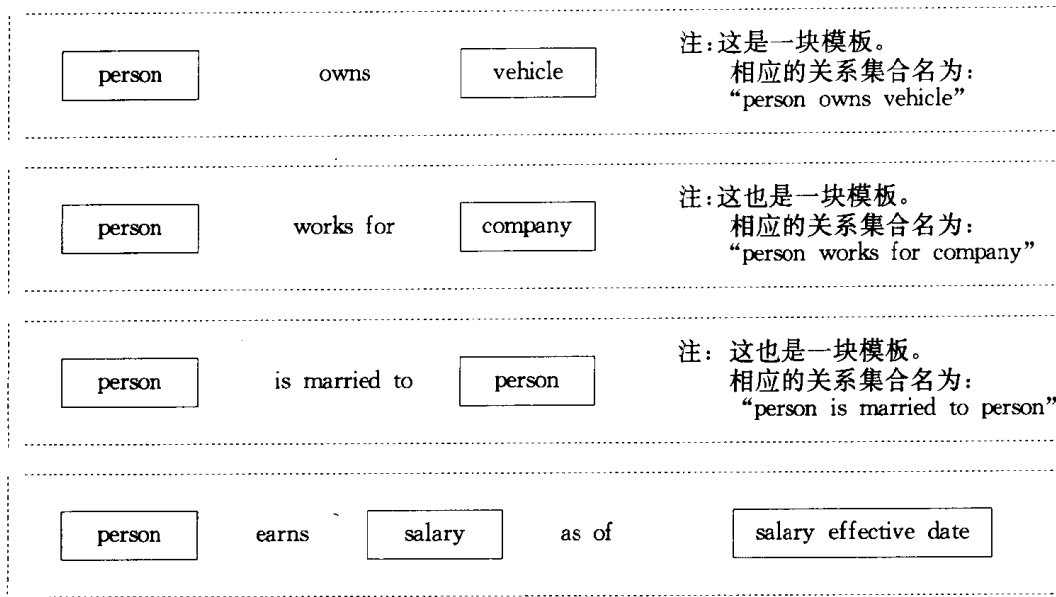 person owns vehicle 注:这是一块模板。
相应的关系集合名为:
“person owns vehicle”
person works for company 注:这也是一块模板。
相应的关系集合名为:
“person works for company”
person is married to person 注: 这也是一块模板。
相应的关系集合名为:
“person is married to person”
person earns salary as of salary effective date